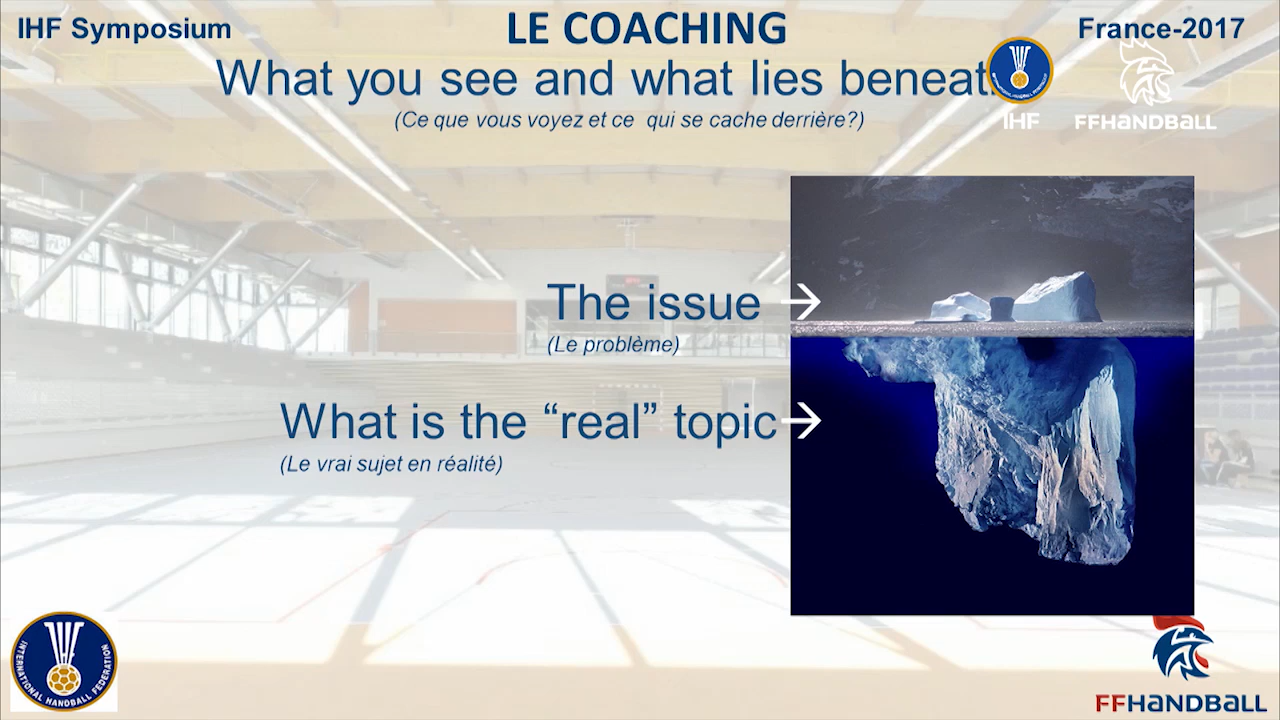 IHF Symposium
LE COACHING
France-2017
What you see and what lies
(Ce que vous voyez et ce qui se cache derrière?)
IHF
FFHANDBALL
The issue
(Le problème)
What is the “real” topic
(Le vrai sujet en réalité)
INTERNATIONAL HANDBALL FEDERATION
FFHANDBALL